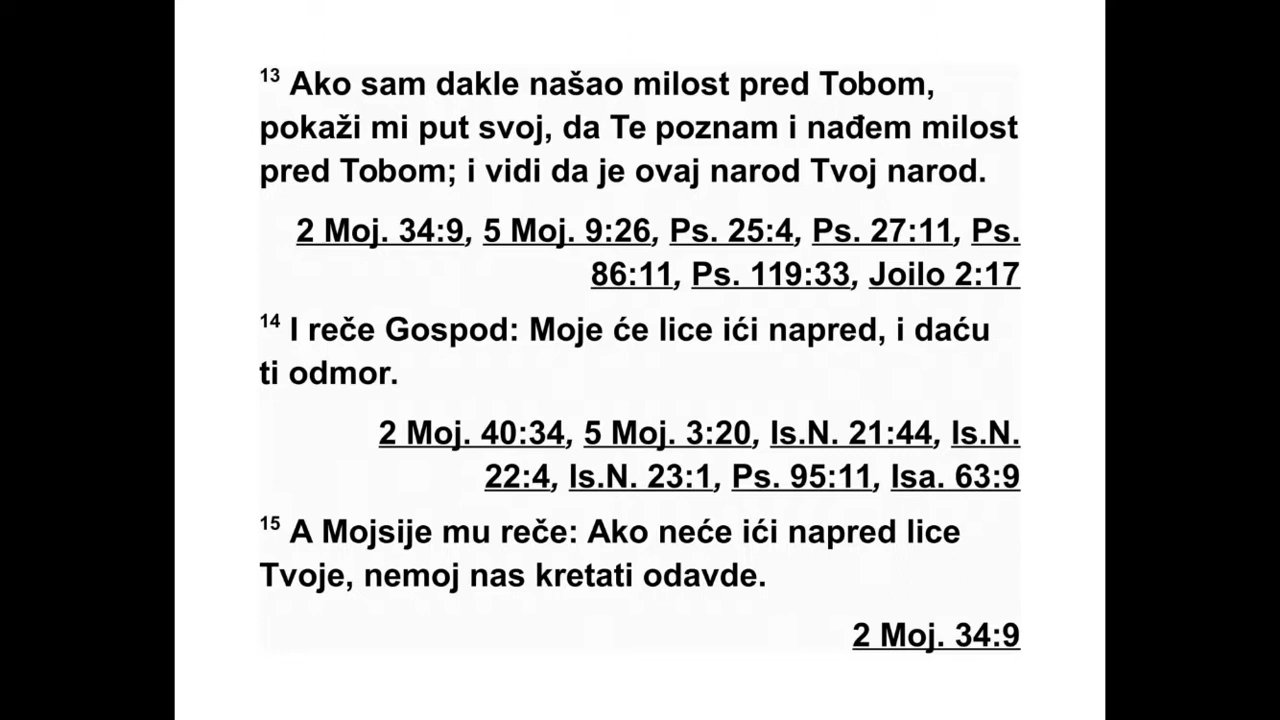 13 Ako sam dakle našao milost pred Tobom,
pokaži mi put svoj, da Te poznam i nađem milost
pred Tobom; i vidi da je ovaj narod Tvoj narod.
2 Moj. 34:9, 5 Moj. 9:26, Ps. 25:4, Ps. 27:11, Ps.
86:11, Ps. 119:33, Joilo 2:17
14 I reče Gospod: Moje će lice ići napred, i daću
ti odmor.
2 Moj. 40:34, 5 Moj. 3:20, Is.N. 21:44, Is.N.
22:4, Is.N. 23:1, Ps. 95:11, Isa. 63:9
15 A Mojsije mu reče: Ako neće ići napred lice
Tvoje, nemoj nas kretati odavde.
2 Moj. 34:9